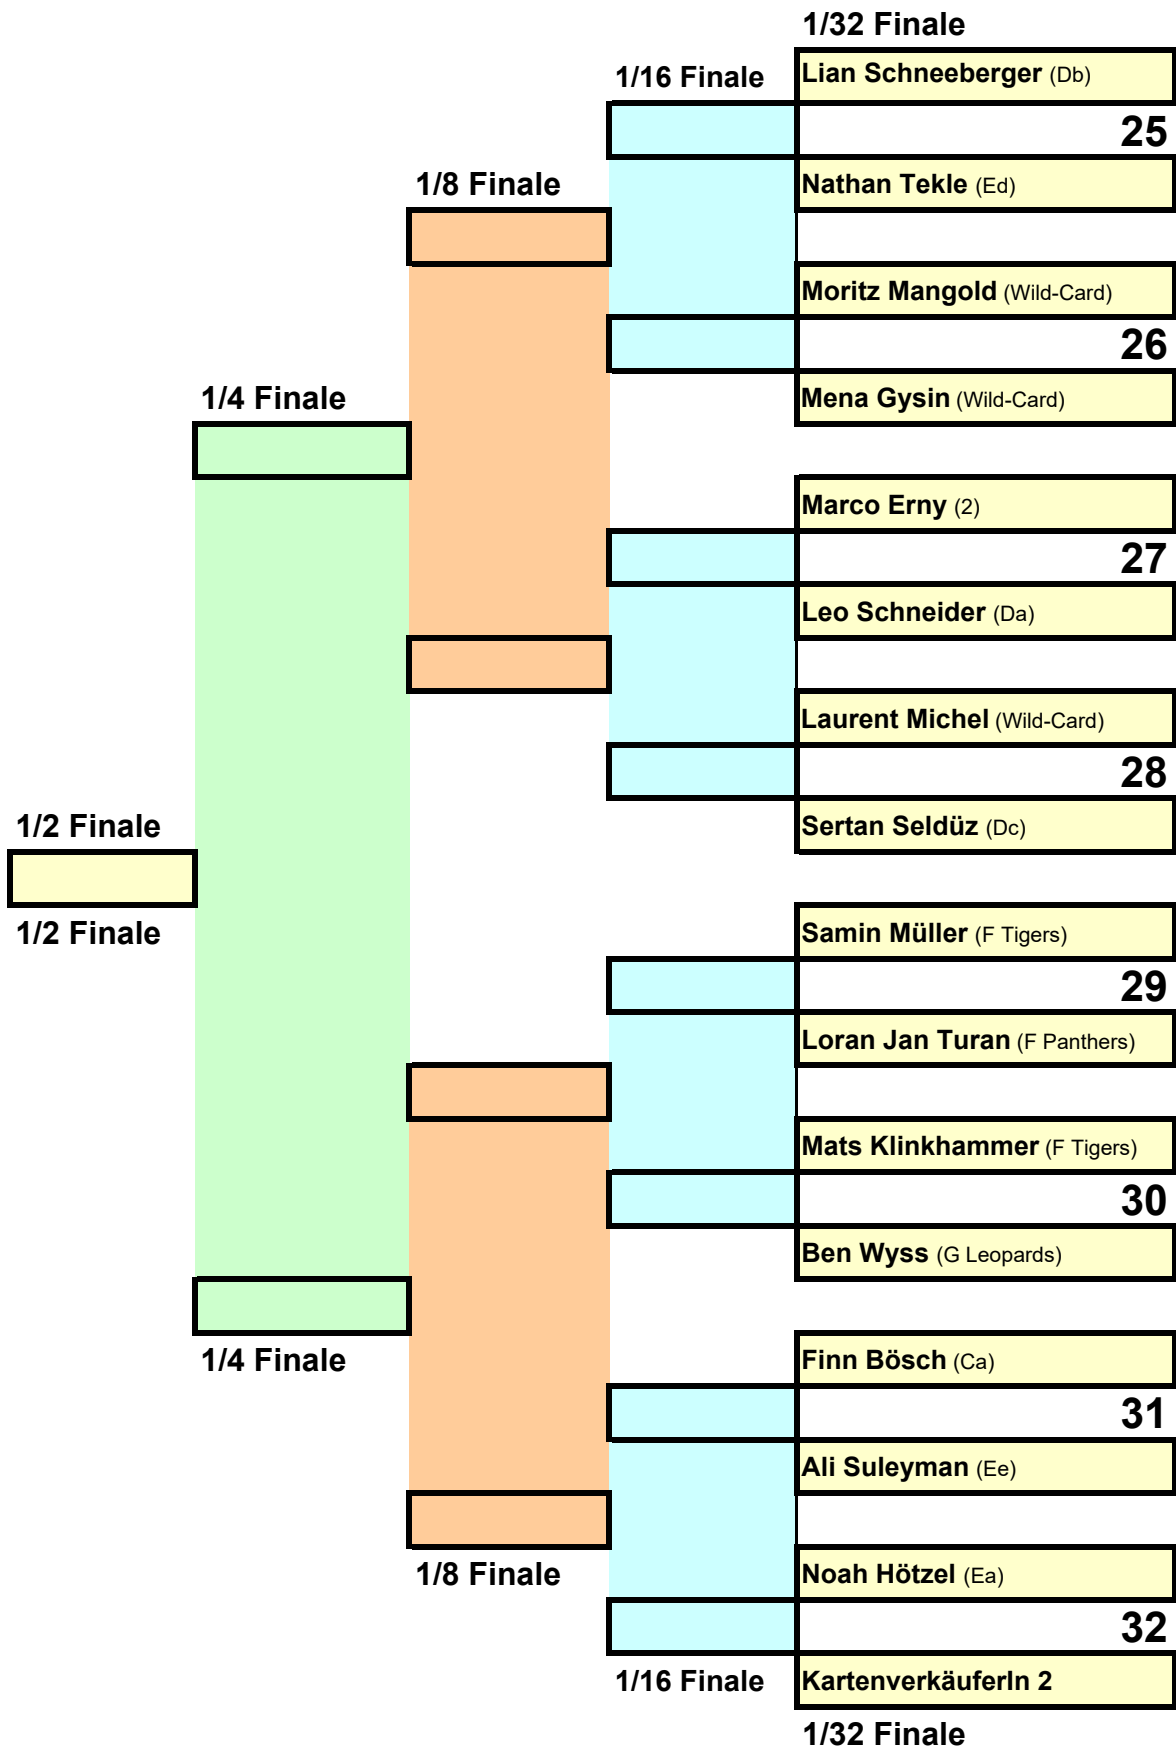 1/32 Finale
Lian Schneeberger (Db)
1/16 Finale
25
Nathan Tekle (Ed)
1/8 Finale
Moritz Mangold (Wild-Card)
26
Mena Gysin (Wild-Card)
1/4 Finale
Marco Erny (2)
27
Leo Schneider (Da)
Laurent Michel (Wild-Card)
28
Sertan Seldüz (Dc)
1/2 Finale
1/2 Finale
Samin Müller (F Tigers)
29
Loran Jan Turan (F Panthers)
Mats Klinkhammer (F Tigers)
30
Ben Wyss (G Leopards)
Finn Bösch (Ca)
1/4 Finale
31
Ali Suleyman (Ee)
Noah Hötzel (Ea)
1/8 Finale
32
KartenverkäuferIn 2
1/16 Finale
1/32 Finale